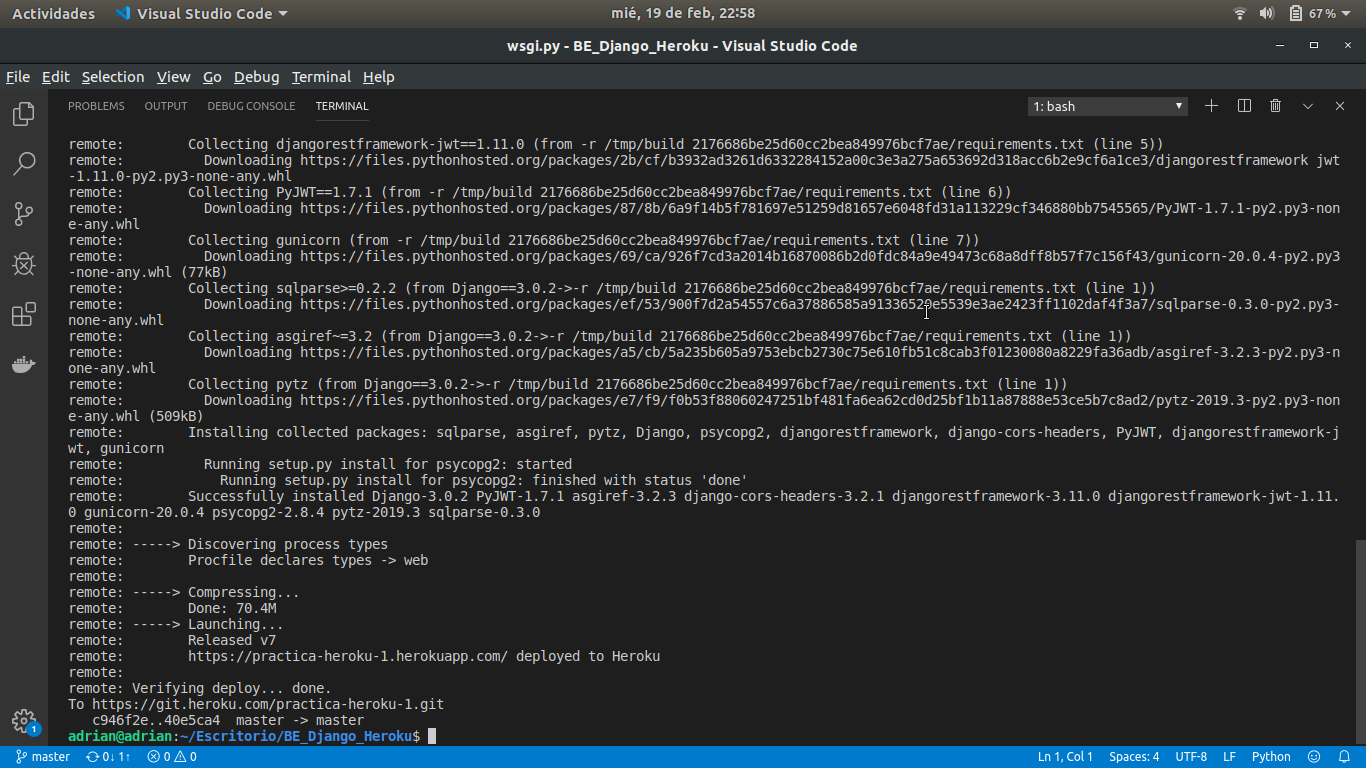 Actividades Visual Studio Code mié, 19 de feb, 22:58 67 %
wsgi.py - BE_Django_Heroku - Visual Studio Code
File Edit Selection View Go Debug Terminal Help
PROBLEMS OUTPUT DEBUG CONSOLE TERMINAL 1: bash
remote:        Collecting djangorestframework-jwt==1.11.0 (from -r /tmp/build 2176686be25d60cc2bea849976bcf7ae/requirements.txt (line 5))
remote:          Downloading https://files.pythonhosted.org/packages/2b/cf/b3932ad3261d6332284152a00c3e3a275a653692d318acc6b2e9cf6a1ce3/djangorestframework jwt
-1.11.0-py2.py3-none-any.whl
remote:        Collecting PyJWT==1.7.1 (from -r /tmp/build 2176686be25d60cc2bea849976bcf7ae/requirements.txt (line 6))
remote:          Downloading https://files.pythonhosted.org/packages/87/8b/6a9f14b5f781697e51259d81657e6048fd31a113229cf346880bb7545565/PyJWT-1.7.1-py2.py3-non
e-any.whl
remote:        Collecting gunicorn (from -r /tmp/build 2176686be25d60cc2bea849976bcf7ae/requirements.txt (line 7))
remote:          Downloading https://files.pythonhosted.org/packages/69/ca/926f7cd3a2014b16870086b2d0fdc84a9e49473c68a8dff8b57f7c156f43/gunicorn-20.0.4-py2.py3
-none-any.whl (77kB)
remote:        Collecting sqlparse>=0.2.2 (from Django==3.0.2->-r /tmp/build 2176686be25d60cc2bea849976bcf7ae/requirements.txt (line 1))
remote:          Downloading https://files.pythonhosted.org/packages/ef/53/900f7d2a54557c6a37886585a91336520e5539e3ae2423ff1102daf4f3a7/sqlparse-0.3.0-py2.py3-
none-any.whl
remote:        Collecting asgiref~=3.2 (from Django==3.0.2->-r /tmp/build 2176686be25d60cc2bea849976bcf7ae/requirements.txt (line 1))
remote:          Downloading https://files.pythonhosted.org/packages/a5/cb/5a235b605a9753ebcb2730c75e610fb51c8cab3f01230080a8229fa36adb/asgiref-3.2.3-py2.py3-n
one-any.whl
remote:        Collecting pytz (from Django==3.0.2->-r /tmp/build 2176686be25d60cc2bea849976bcf7ae/requirements.txt (line 1))
remote:          Downloading https://files.pythonhosted.org/packages/e7/f9/f0b53f88060247251bf481fa6ea62cd0d25bf1b11a87888e53ce5b7c8ad2/pytz-2019.3-py2.py3-non
e-any.whl (509kB)
remote:        Installing collected packages: sqlparse, asgiref, pytz, Django, psycopg2, djangorestframework, django-cors-headers, PyJWT, djangorestframework-j
wt, gunicorn
remote:          Running setup.py install for psycopg2: started
remote:            Running setup.py install for psycopg2: finished with status 'done'
remote:        Successfully installed Django-3.0.2 PyJWT-1.7.1 asgiref-3.2.3 django-cors-headers-3.2.1 djangorestframework-3.11.0 djangorestframework-jwt-1.11.
0 gunicorn-20.0.4 psycopg2-2.8.4 pytz-2019.3 sqlparse-0.3.0
remote:
remote: -----> Discovering process types
remote:        Procfile declares types -> web
remote:
remote: -----> Compressing...
remote:        Done: 70.4M
remote: -----> Launching...
remote:        Released v7
remote:        https://practica-heroku-1.herokuapp.com/ deployed to Heroku
remote:
remote: Verifying deploy... done.
To https://git.heroku.com/practica-heroku-1.git
   c946f2e..40e5ca4  master -> master
adrian@adrian:~/Escritorio/BE_Django_Heroku$
1
master 0↓ 1↑ 0 0 Ln 1, Col 1 Spaces: 4 UTF-8 LF Python